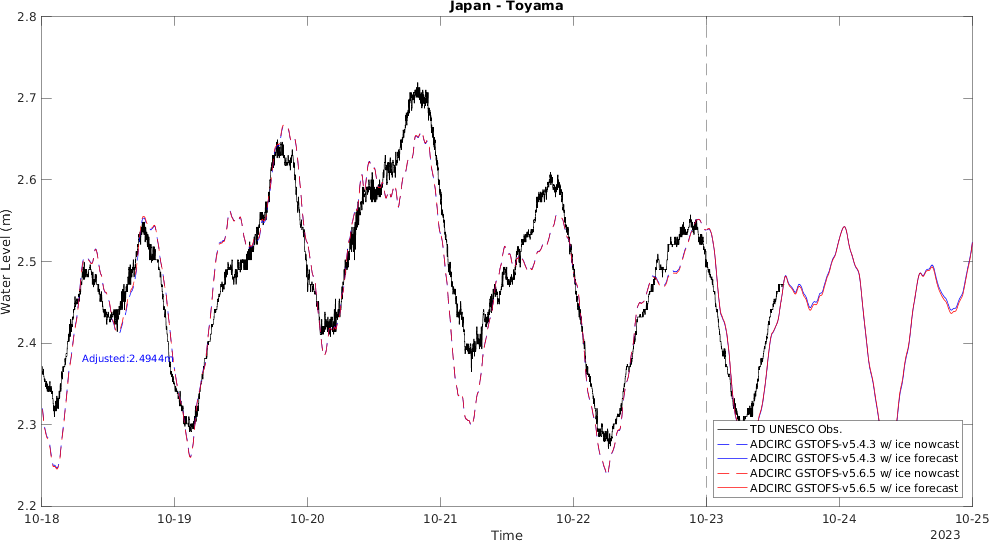 Japan - Toyama
2.8
2.7
2.6
2.5
2.4
2.3
2.2
Water Level (m)
Adjusted:2.4944m
TD UNESCO Obs.
ADCIRC GSTOFS-v5.4.3 w/ ice nowcast
ADCIRC GSTOFS-v5.4.3 w/ ice forecast
ADCIRC GSTOFS-v5.6.5 w/ ice nowcast
ADCIRC GSTOFS-v5.6.5 w/ ice forecast
10-18 10-19 10-20 10-21 10-22 10-23 10-24 10-25
Time
2023